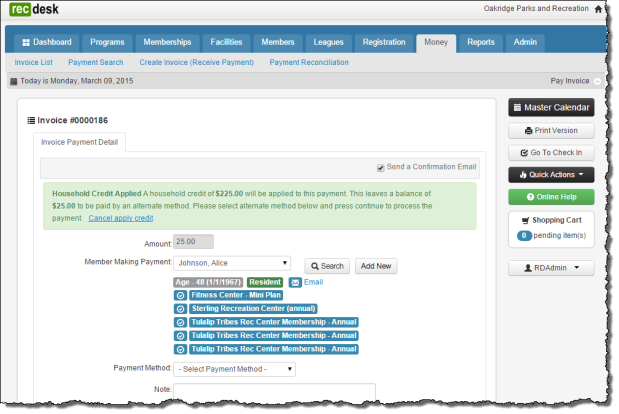 recdesk
Oakridge Parks and Recreation
Dashboard Programs Memberships Facilities Members Leagues Registration Money Reports Admin
Invoice List Payment Search Create Invoice (Receive Payment) Payment Reconciliation
Today is Monday, March 09, 2015
Pay Invoice
Master Calendar
Invoice #0000186
Print Version
Invoice Payment Detail
Go To Check In
Send a Confirmation Email
Quick Actions
Household Credit Applied A household credit of $225.00 will be applied to this payment. This leaves a balance of
$25.00 to be paid by an alternate method. Please select alternate method below and press continue to process the
payment. Cancel apply credit
Online Help
Shopping Cart
0 pending item(s)
Amount: 25.00
Member Making Payment: Johnson, Alice Search Add New
RDAdmin
Age - 48 (1/1/1967) Resident Email
Fitness Center - Mini Plan
Sterling Recreation Center (annual)
Tulalip Tribes Rec Center Membership - Annual
Tulalip Tribes Rec Center Membership - Annual
Tulalip Tribes Rec Center Membership - Annual
Payment Method: - Select Payment Method -
Note: